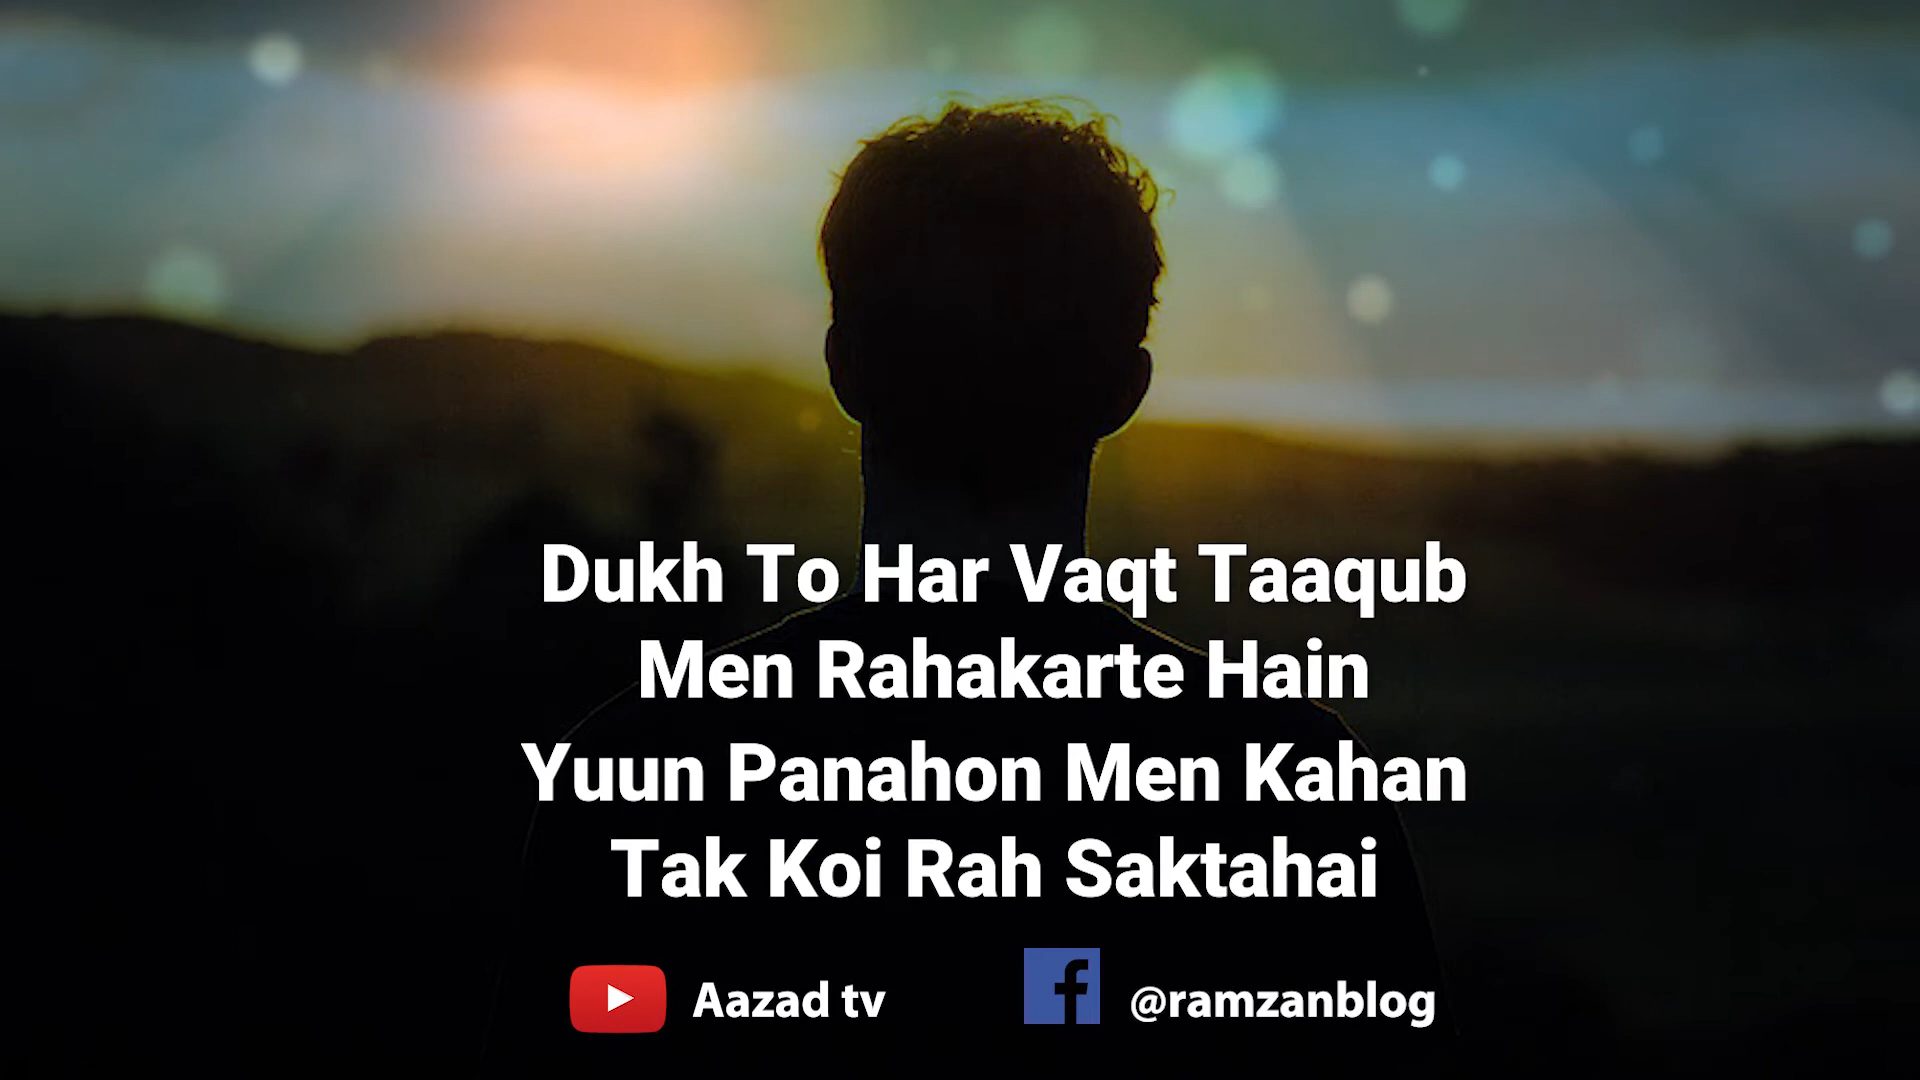 Dukh To Har Vaqt Taaqub
Men Rahakarte Hain
Yuun Panahon Men Kahan
Tak Koi Rah Saktahai
Aazad tv
@ramzanblog